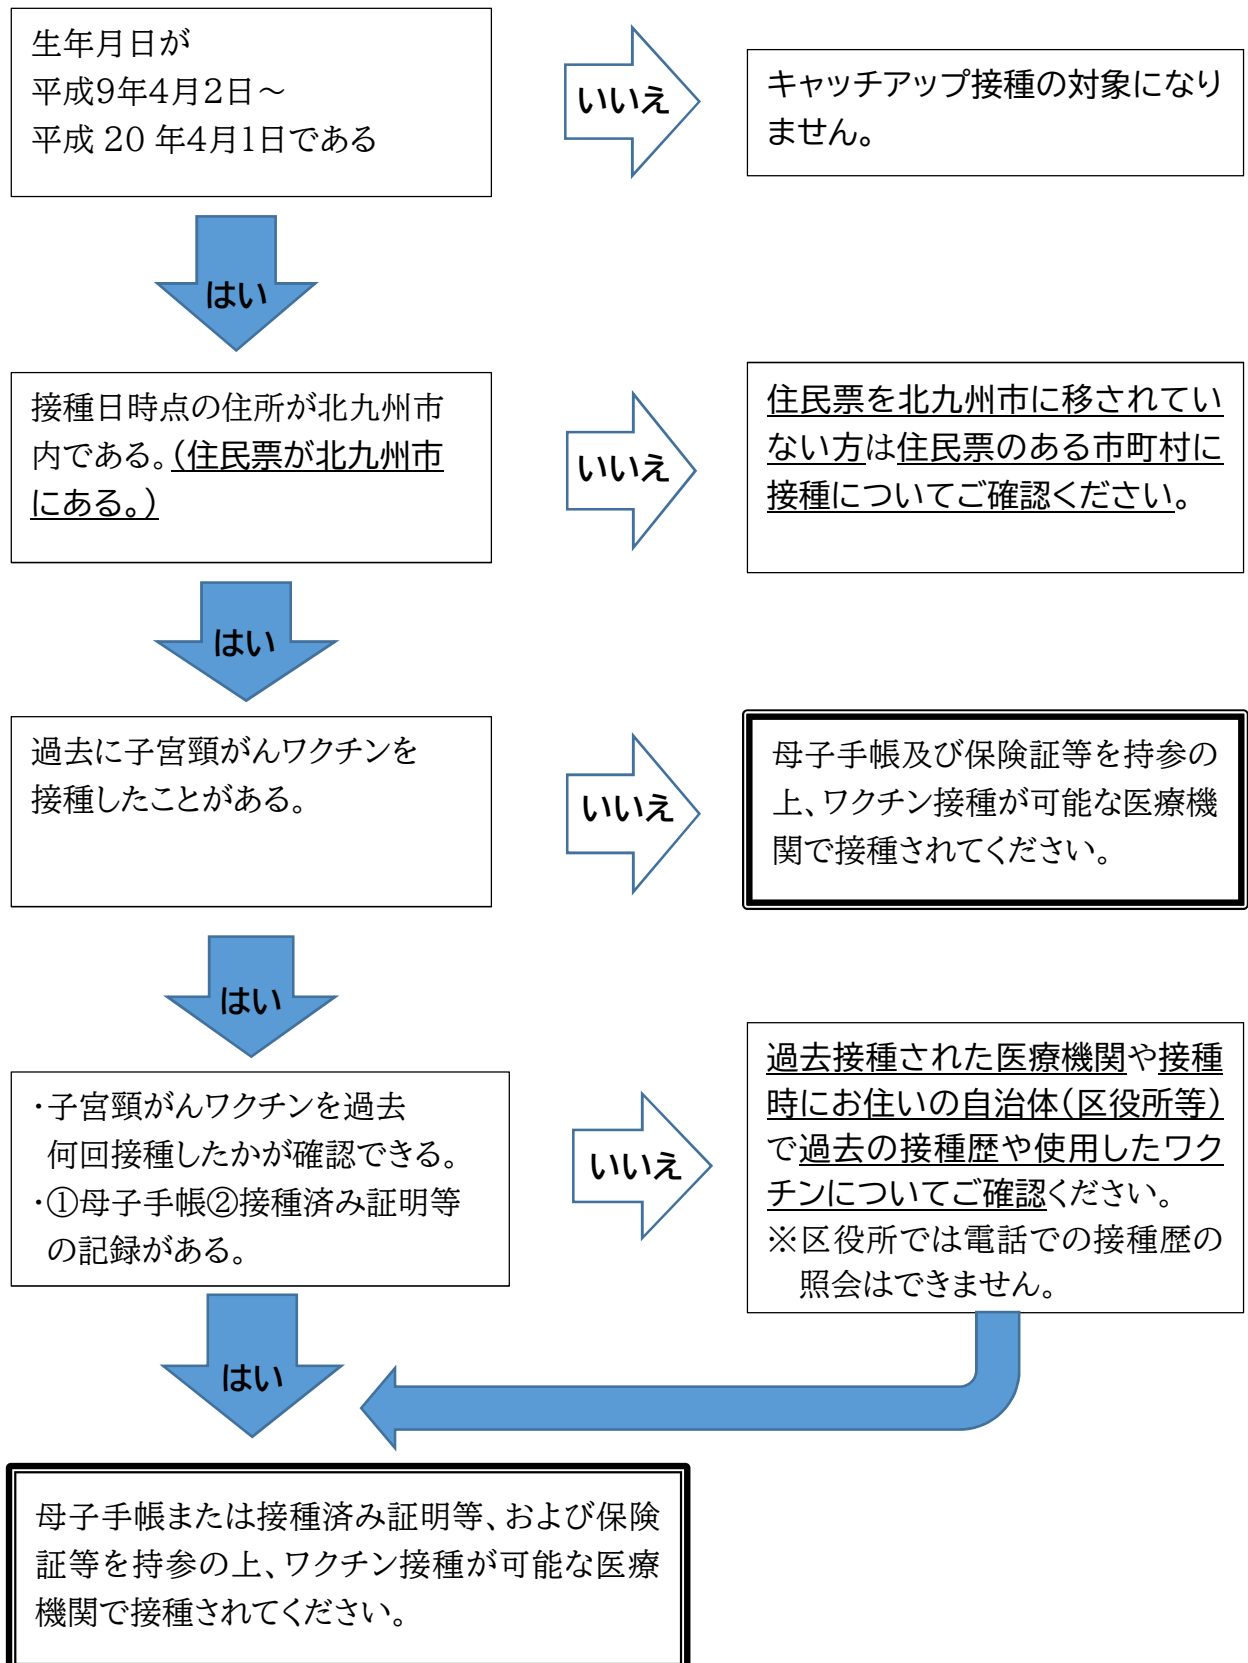 生年月日が
平成9年4月2日～
平成 20 年4月1日である
いいえ
キャッチアップ接種の対象になり
ません。
はい
接種日時点の住所が北九州市
内である。(住民票が北九州市
にある。)
いいえ
住民票を北九州市に移されてい
ない方は住民票のある市町村に
接種についてご確認ください。
はい
過去に子宮頸がんワクチンを
接種したことがある。
いいえ
母子手帳及び保険証等を持参の
上、ワクチン接種が可能な医療機
関で接種されてください。
はい
・子宮頸がんワクチンを過去
何回接種したかが確認できる。
・①母子手帳②接種済み証明等
の記録がある。
いいえ
過去接種された医療機関や接種
時にお住いの自治体(区役所等)
で過去の接種歴や使用したワク
チンについてご確認ください。
※区役所では電話での接種歴の
照会はできません。
はい
母子手帳または接種済み証明等、および保険
証等を持参の上、ワクチン接種が可能な医療
機関で接種されてください。